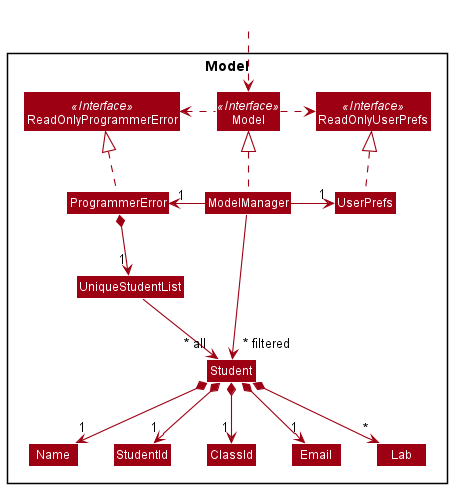 Model
«Interface»
ReadOnlyProgrammerError
«Interface»
Model
«Interface»
ReadOnlyUserPrefs
1
1
ProgrammerError
ModelManager
UserPrefs
1
UniqueStudentList
* all
* filtered
Student
1
1
1
1
*
Name
StudentId
ClassId
Email
Lab